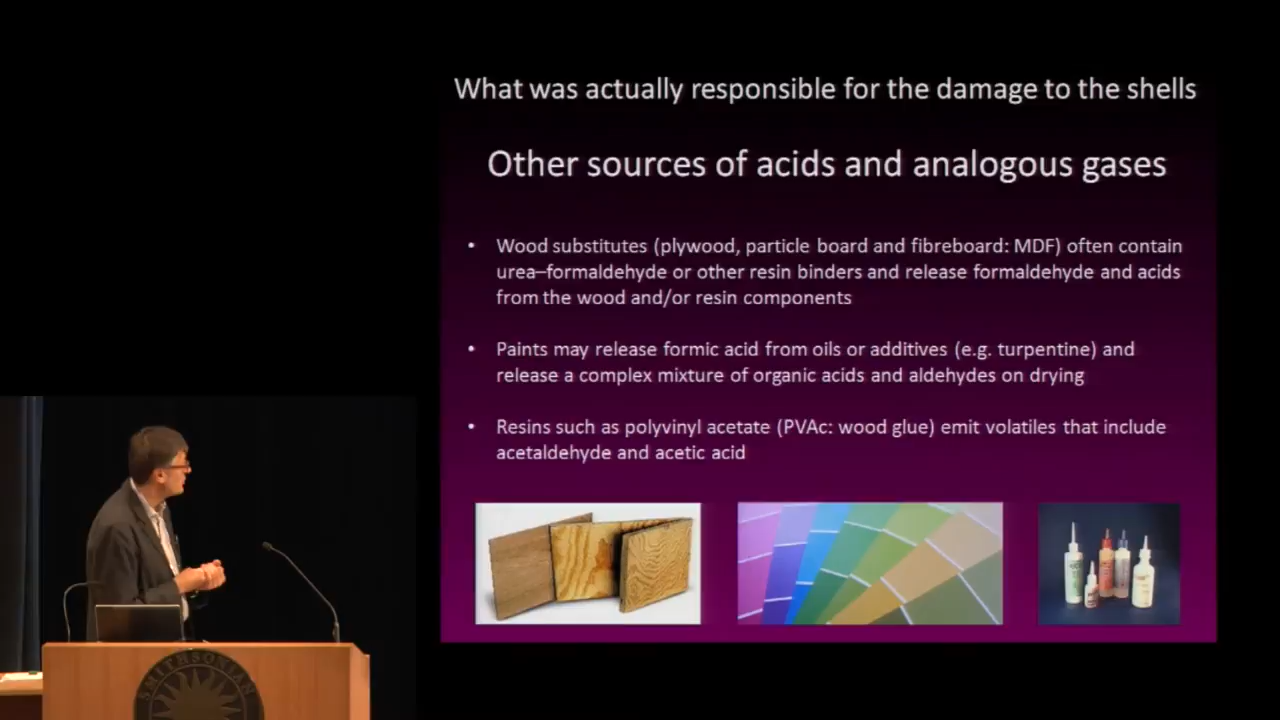 What was actually responsible for the damage to the shells
Other sources of acids and analogous gases
• Wood substitutes (plywood, particle board and fibreboard: MDF) often contain
urea–formaldehyde or other resin binders and release formaldehyde and acids
from the wood and/or resin components
• Paints may release formic acid from oils or additives (e.g. turpentine) and
release a complex mixture of organic acids and aldehydes on drying
• Resins such as polyvinyl acetate (PVAc: wood glue) emit volatiles that include
acetaldehyde and acetic acid
SMITHSONIAN